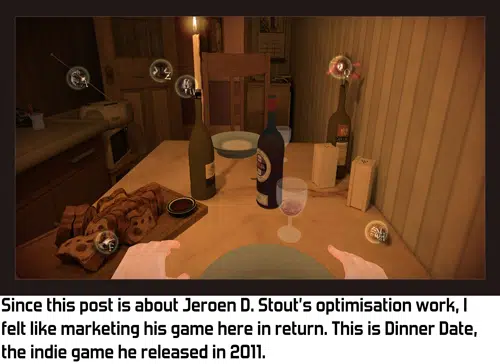 Since this post is about Jeroen D. Stout's optimisation work, I
felt like marketing his game here in return. This is Dinner Date,
the indie game he released in 2011.